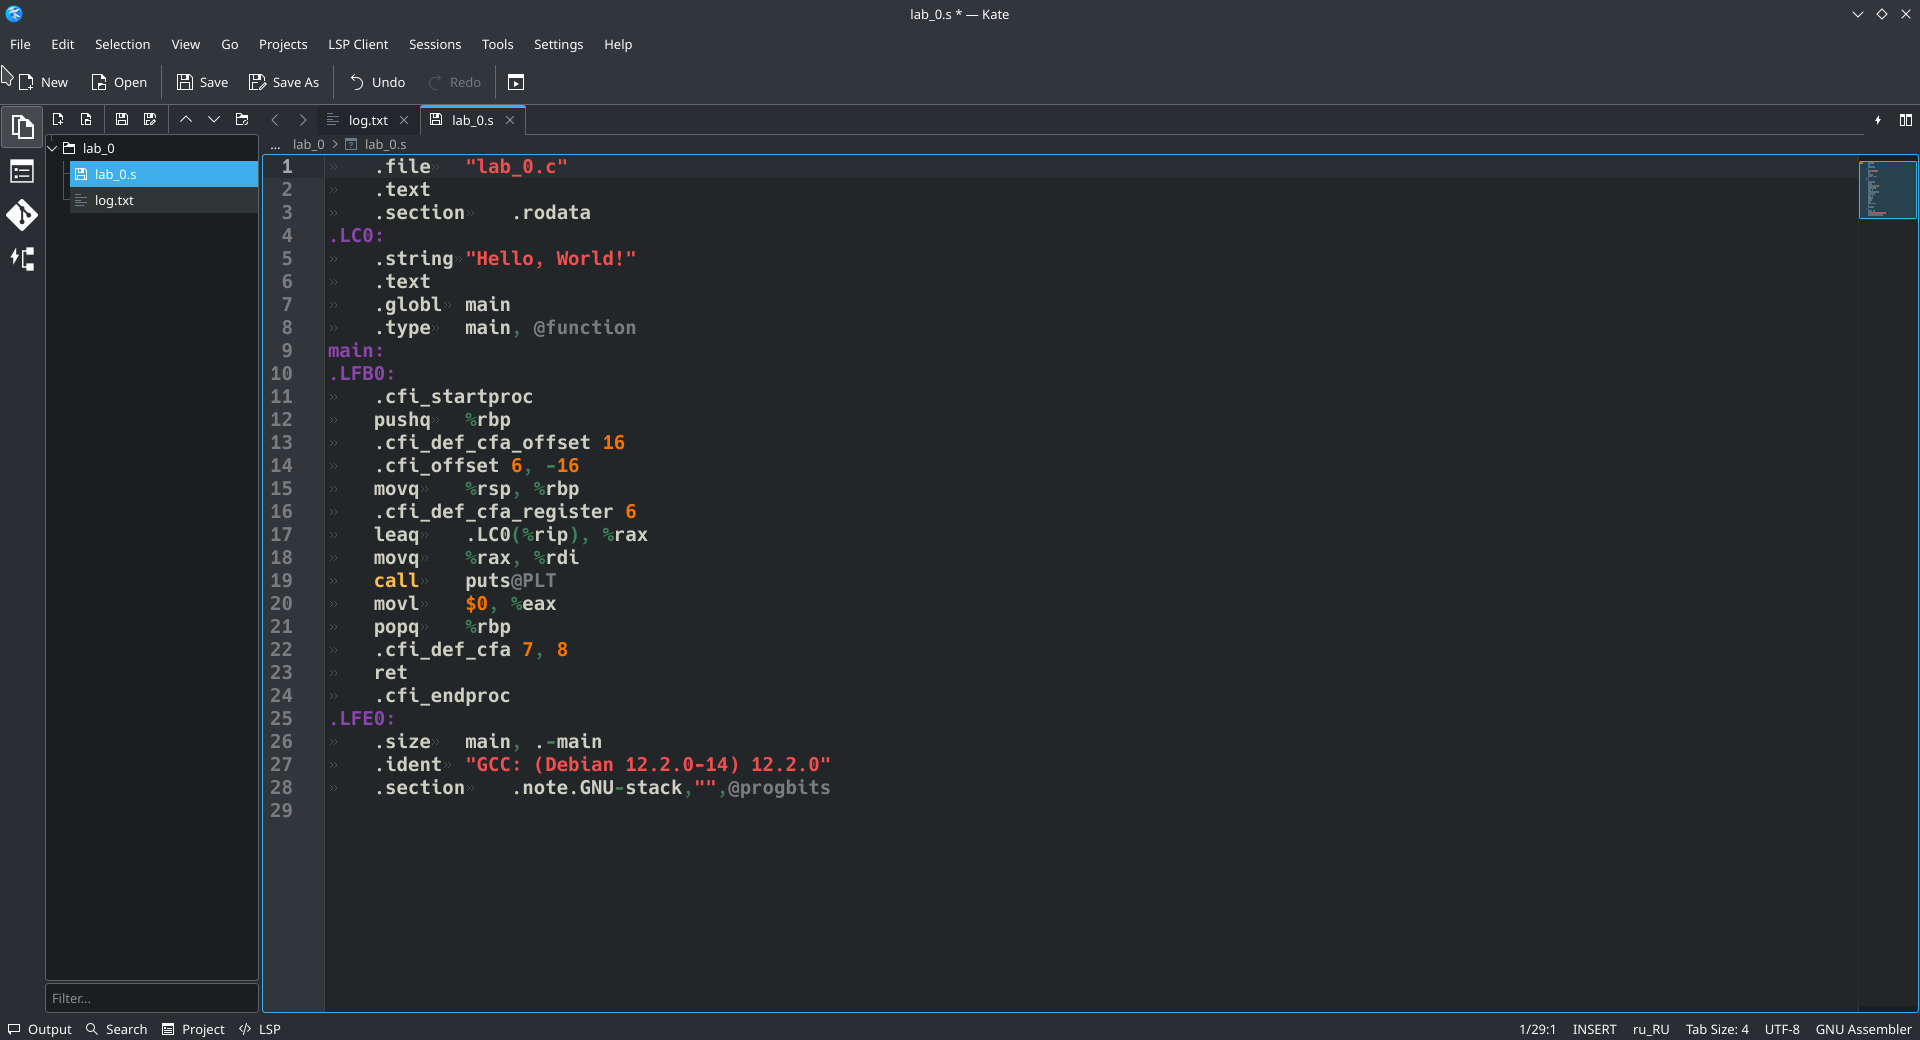 lab_0.s * — Kate
File Edit Selection View Go Projects LSP Client Sessions Tools Settings Help
New Open Save Save As Undo Redo
log.txt lab_0.s
... lab_0 > lab_0.s
lab_0
lab_0.s
log.txt
1 .file "lab_0.c"
2 .text
3 .section .rodata
4 .LC0:
5 .string "Hello, World!"
6 .text
7 .globl main
8 .type main, @function
9 main:
10 .LFB0:
11 .cfi_startproc
12 pushq %rbp
13 .cfi_def_cfa_offset 16
14 .cfi_offset 6, -16
15 movq %rsp, %rbp
16 .cfi_def_cfa_register 6
17 leaq .LC0(%rip), %rax
18 movq %rax, %rdi
19 call puts@PLT
20 movl $0, %eax
21 popq %rbp
22 .cfi_def_cfa 7, 8
23 ret
24 .cfi_endproc
25 .LFE0:
26 .size main, .-main
27 .ident "GCC: (Debian 12.2.0-14) 12.2.0"
28 .section .note.GNU-stack,"",@progbits
29
Filter...
Output Search Project LSP 1/29:1 INSERT ru_RU Tab Size: 4 UTF-8 GNU Assembler